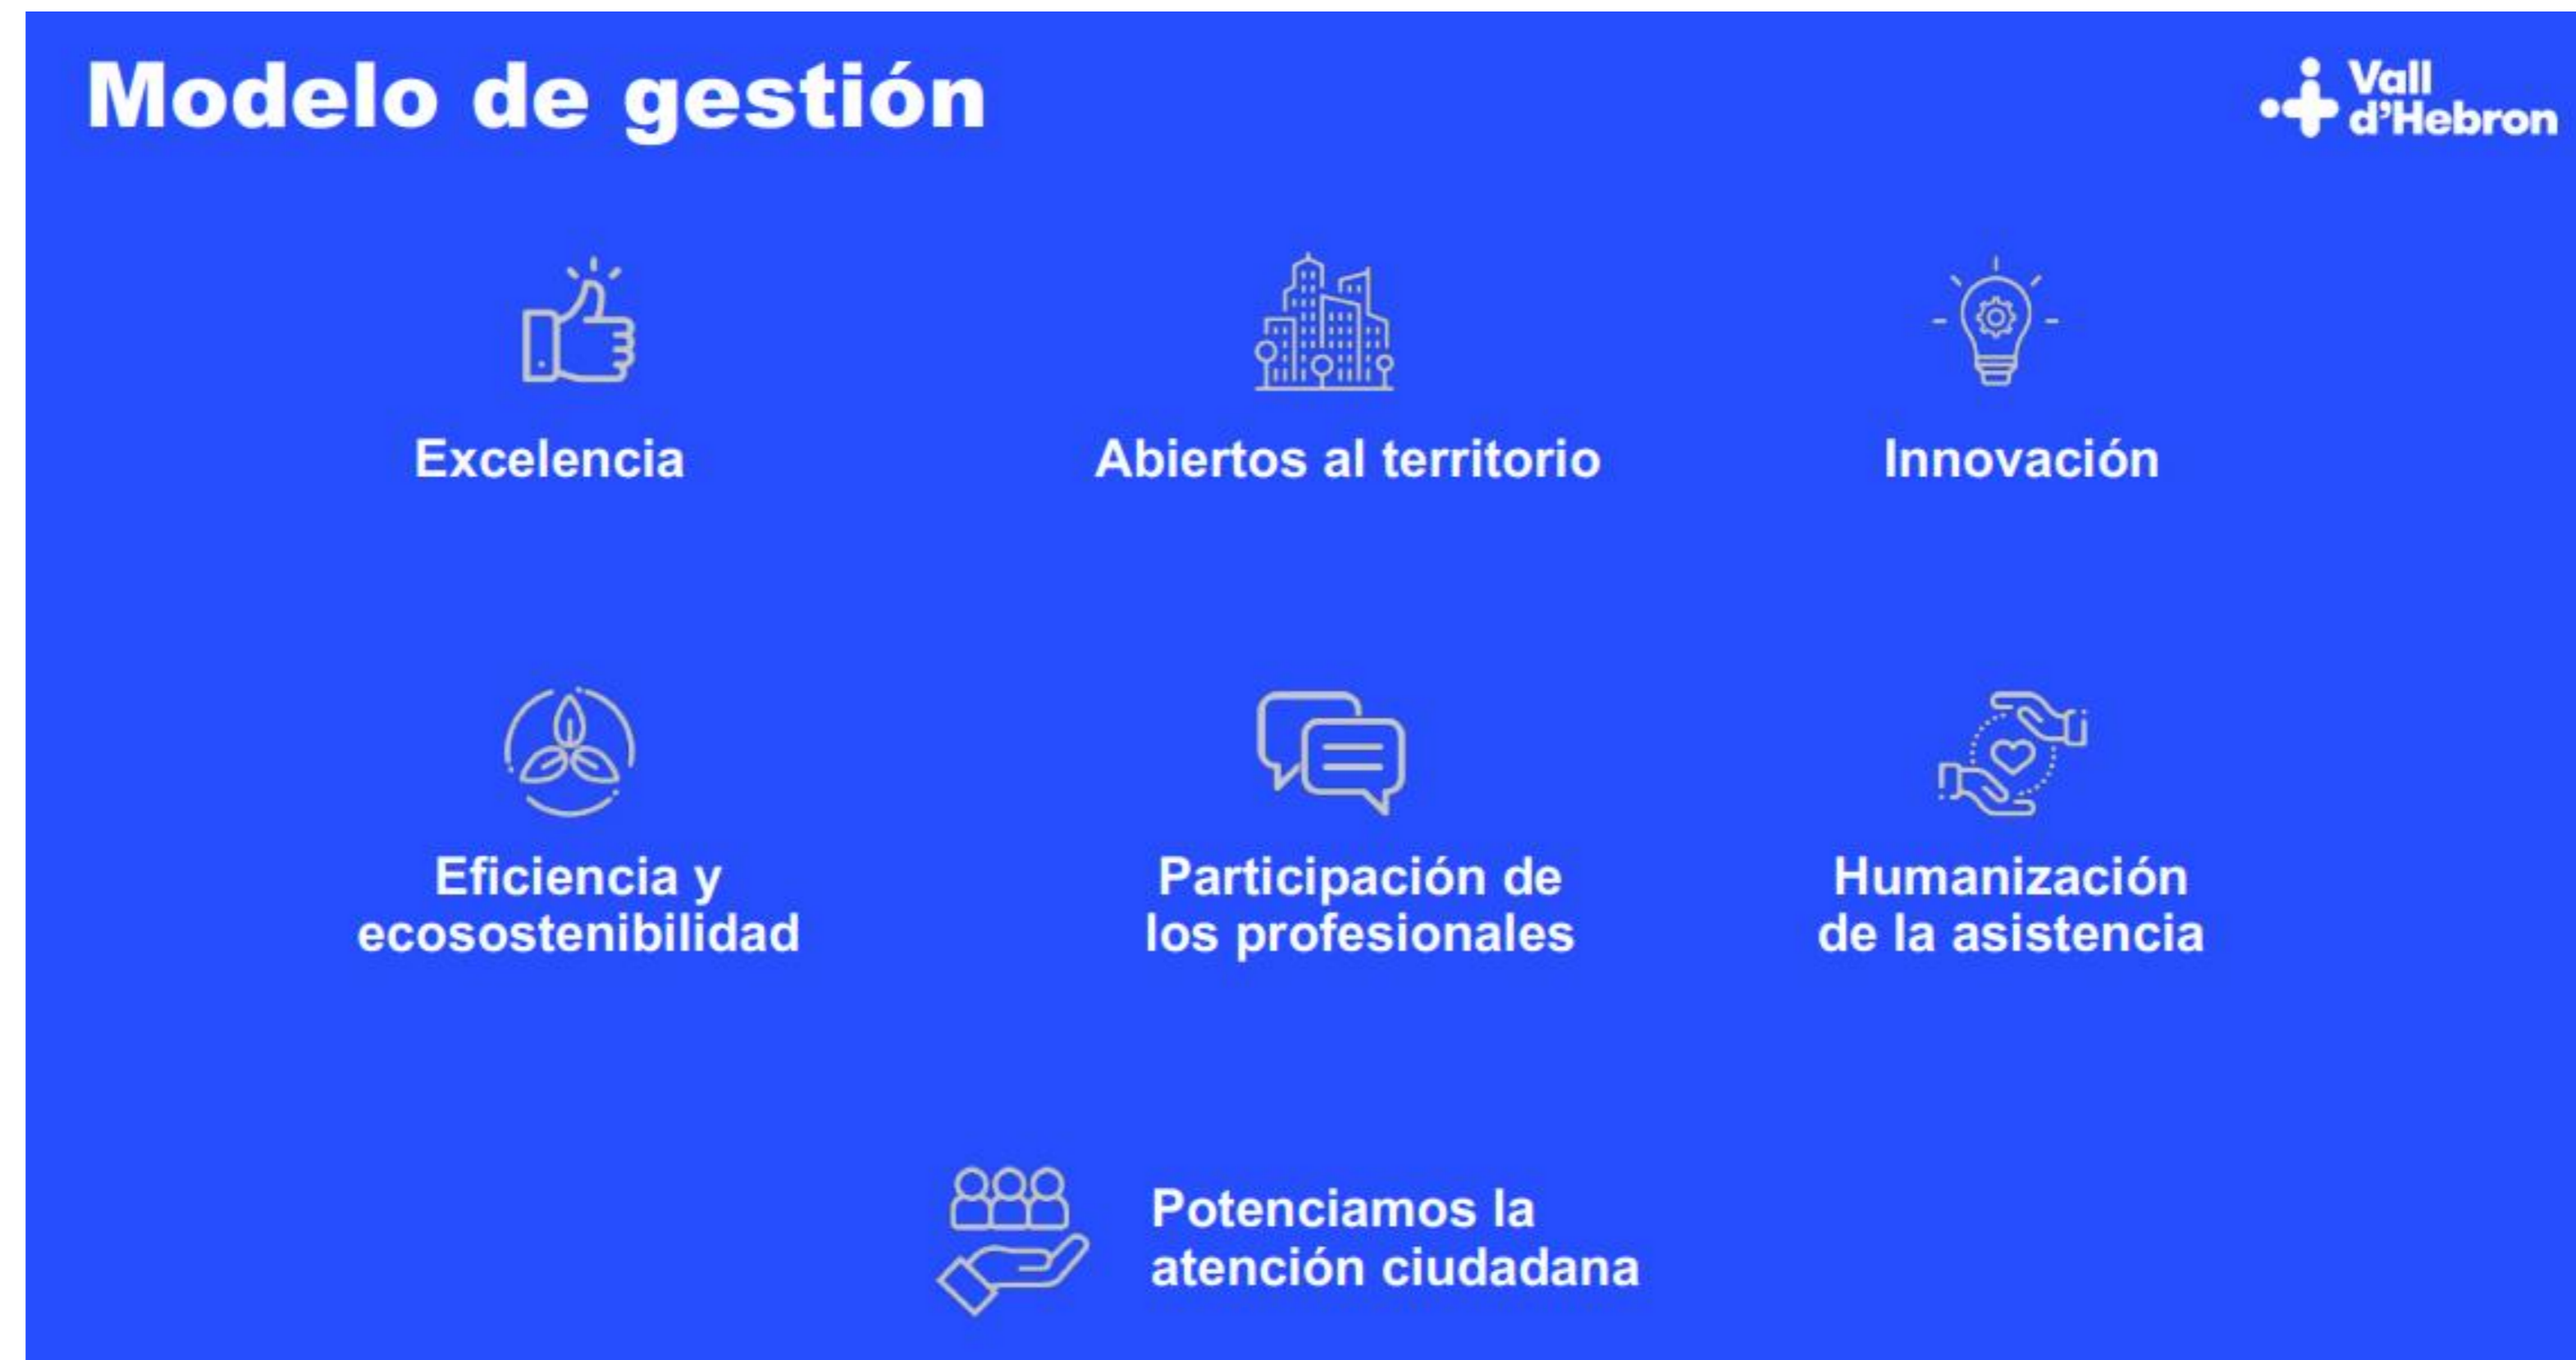 Modelo de gestión
Vall
d'Hebron
Excelencia
Abiertos al territorio
Innovación
Eficiencia y
ecosostenibilidad
Participación de
los profesionales
Humanización
de la asistencia
Potenciamos la
atención ciudadana